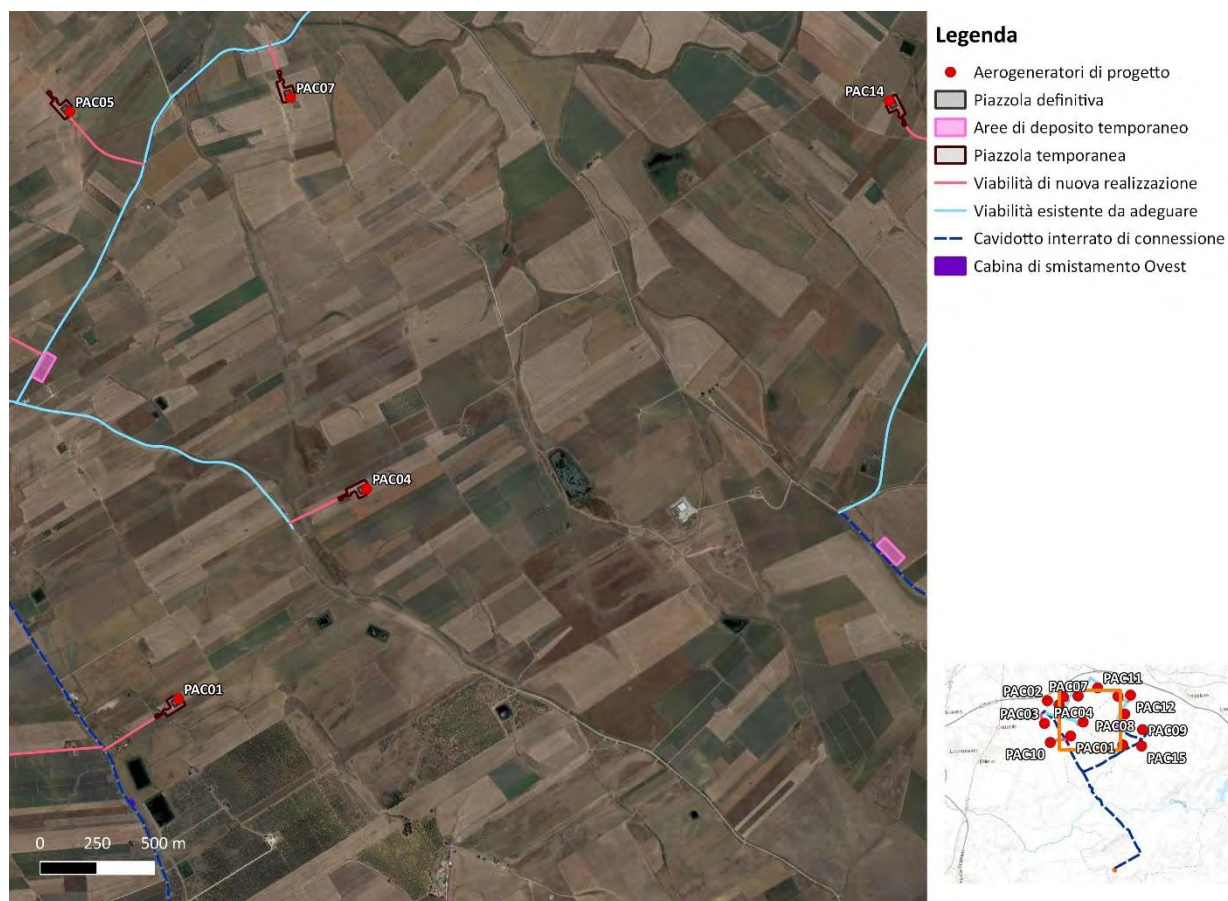 PAC05
PAC07
PAC14
PAC04
PAC01
0 250 500 m
Legenda
Aerogeneratori di progetto
Piazzola definitiva
Aree di deposito temporaneo
Piazzola temporanea
Viabilità di nuova realizzazione
Viabilità esistente da adeguare
Cavidotto interrato di connessione
Cabina di smistamento Ovest
PAC11
PAC02
PAC07
PAC12
PAC03
PAC04
PAC08
PAC09
PAC01
PAC10
PAC15